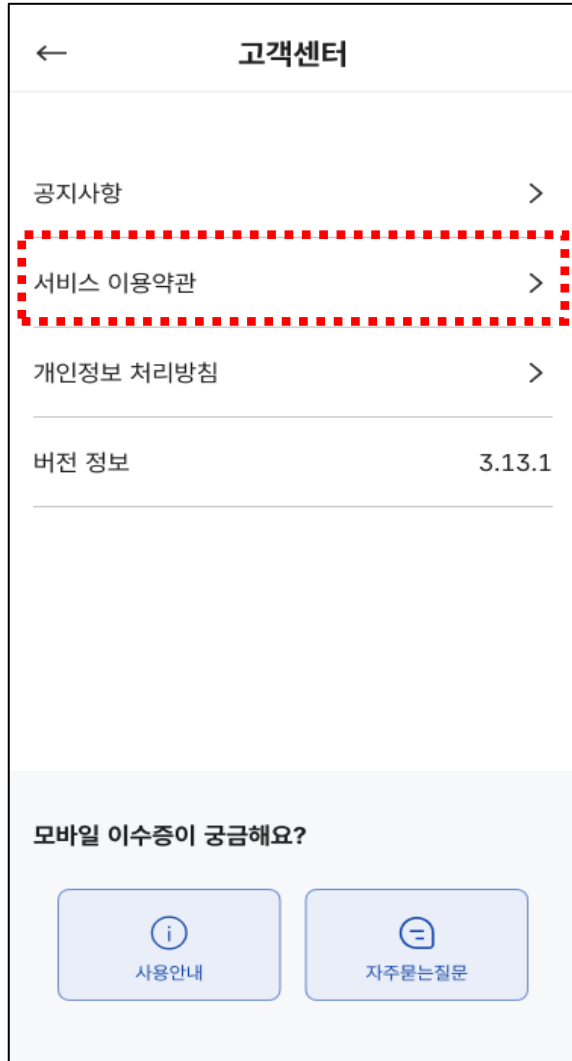 고객센터
공지사항
서비스 이용약관
개인정보 처리방침
버전 정보 3.13.1
모바일 이수증이 궁금해요?
사용안내 자주묻는질문